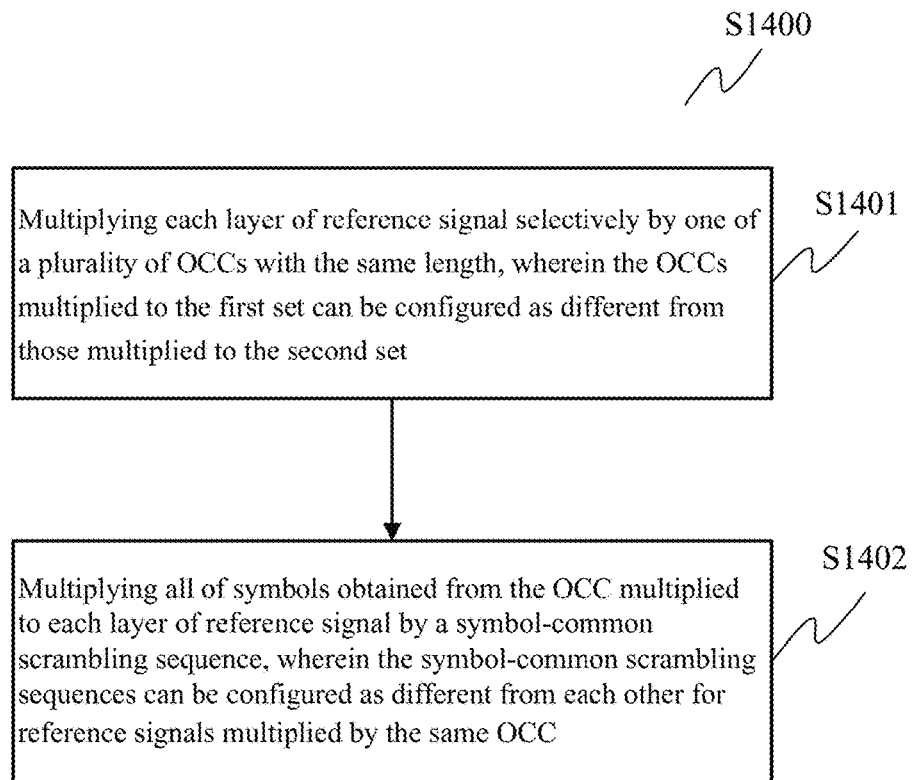 S1400
S1401
Multiplying each layer of reference signal selectively by one of
a plurality of OCCs with the same length, wherein the OCCs
multiplied to the first set can be configured as different from
those multiplied to the second set
S1402
Multiplying all of symbols obtained from the OCC multiplied
to each layer of reference signal by a symbol-common
scrambling sequence, wherein the symbol-common scrambling
sequences can be configured as different from each other for
reference signals multiplied by the same OCC